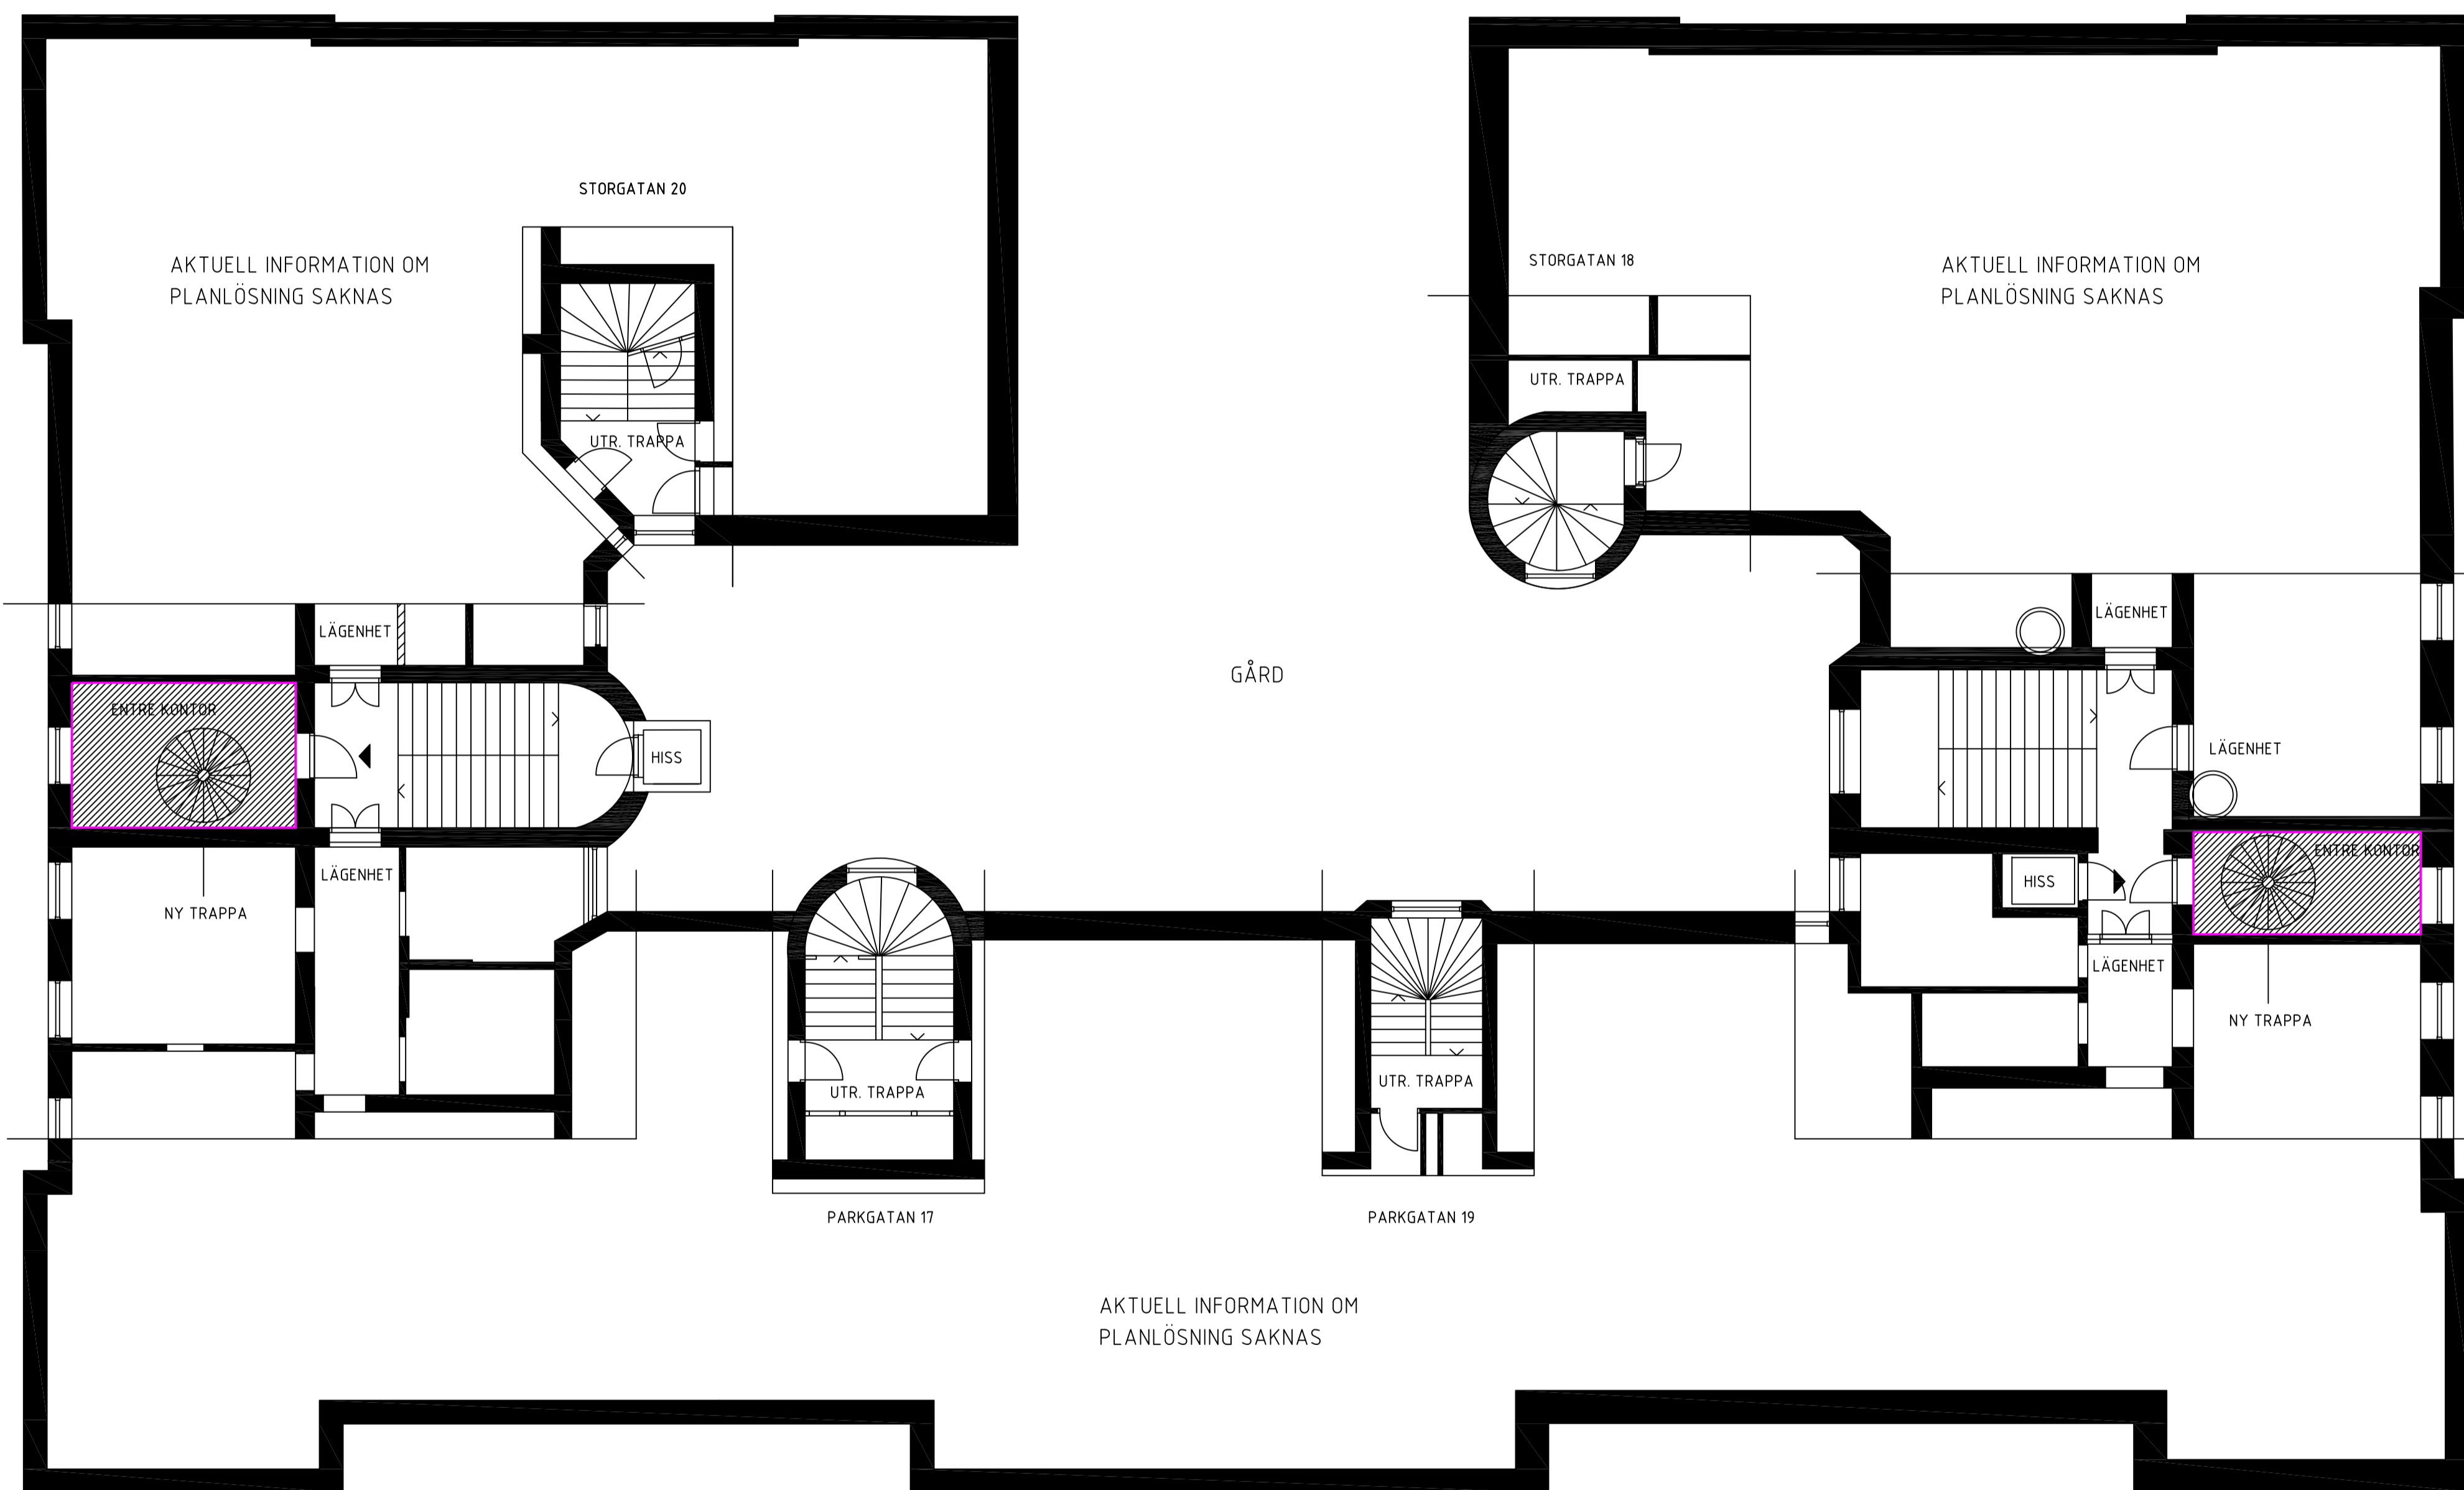 STORGATAN 20
AKTUELL INFORMATION OM
PLANLÖSNING SAKNAS
UTR. TRAPPA
STORGATAN 18
AKTUELL INFORMATION OM
PLANLÖSNING SAKNAS
UTR. TRAPPA
LÄGENHET
ENTRE KONTOR
HISS
LÄGENHET
NY TRAPPA
GÅRD
LÄGENHET
LÄGENHET
ENTRE KONTOR
HISS
LÄGENHET
NY TRAPPA
UTR. TRAPPA
PARKGATAN 17
UTR. TRAPPA
PARKGATAN 19
AKTUELL INFORMATION OM
PLANLÖSNING SAKNAS